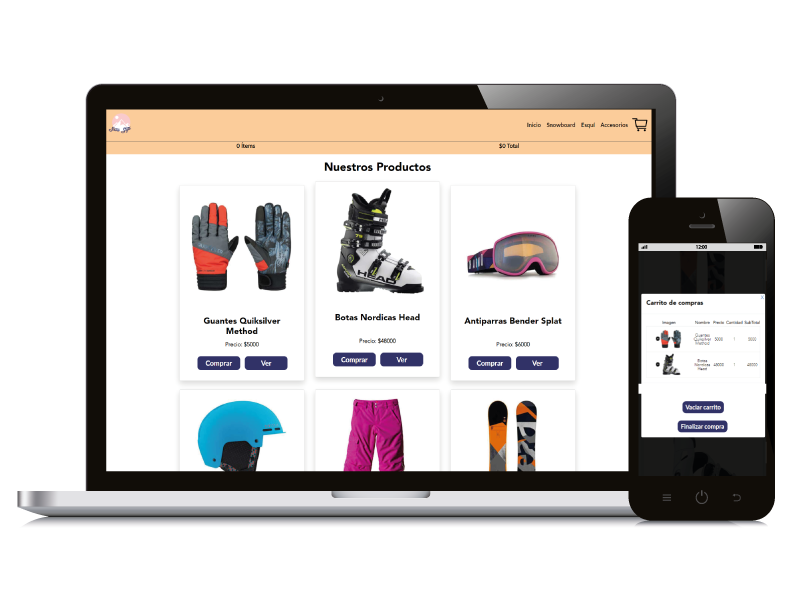 Inicio Snowboard Esquí Accesorios
0 Ítems $0 Total
Nuestros Productos
HEAD
Guantes Quiksilver
Method
Precio: $5000
Comprar Ver
Botas Nordicas Head
Precio: $48000
Comprar Ver
Antiparras Bender Splat
Precio: $6000
Comprar Ver
12:00
x
Carrito de compras
Imagen Nombre Precio Cantidad SubTotal
Guantes
Quiksilver
Method
5000 1 5000
Botas
Nordicas
Head
48000 1 48000
Vaciar carrito
Finalizar compra